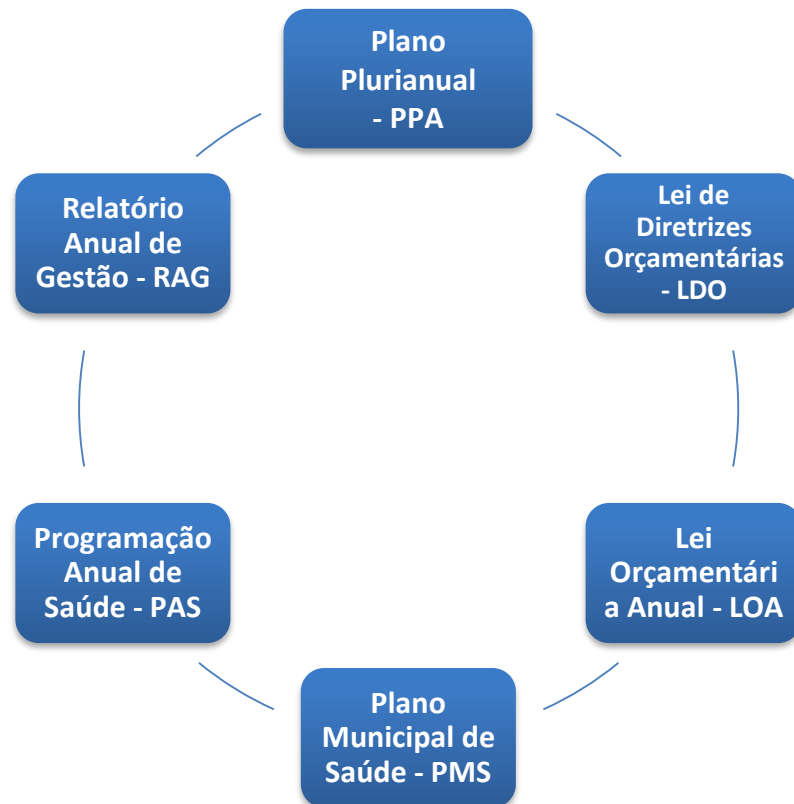 Plano
Plurianual
- PPA
Lei de
Diretrizes
Orçamentárias
- LDO
Lei
Orçamentári
a Anual - LOA
Plano
Municipal de
Saúde - PMS
Programação
Anual de
Saúde - PAS
Relatório
Anual de
Gestão - RAG